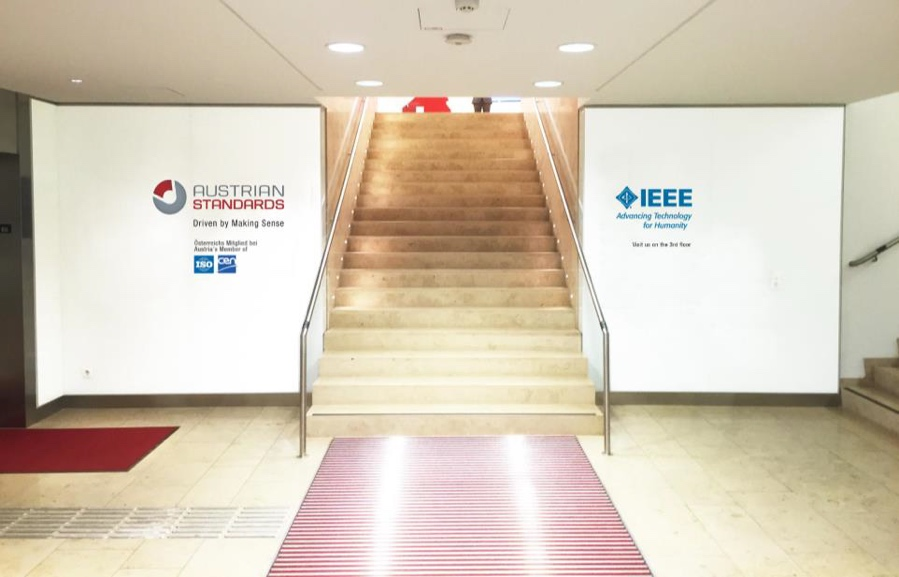 AUSTRIAN
STANDARDS
Driven by Making Sense
Österreichs Mitglied bei
Austria's Member of
ISO
cen
IEEE
Advancing Technology
for Humanity
Visit us on the 3rd floor